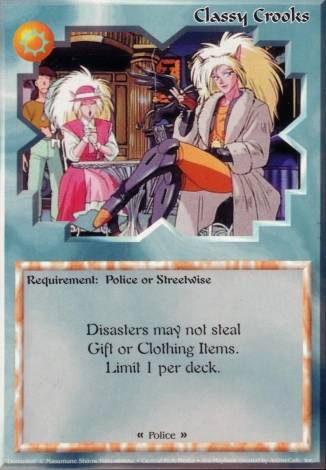 Classy Crooks
Requirement: Police or Streetwise
Disasters may not steal
Gift or Clothing Items.
Limit 1 per deck.
« Police »